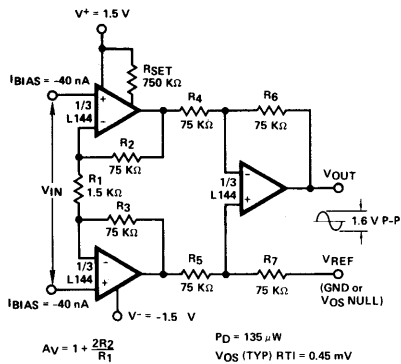 V+ = 1.5 V
IBIAS = -40 nA
RSET
750 KΩ
+
1/3
L144
-
R2
75 KΩ
R4
75 KΩ
R6
75 KΩ
R1
1.5 KΩ
VIN
R3
75 KΩ
-
1/3
L144
+
VOUT
1.6 V P-P
-
1/3
L144
+
R5
75 KΩ
R7
75 KΩ
VREF
(GND or
VOS NULL)
IBIAS = -40 nA
V- = -1.5 V
AV = 1 + 2R2
R1
PD = 135 μW
VOS (TYP) RTI = 0.45 mV